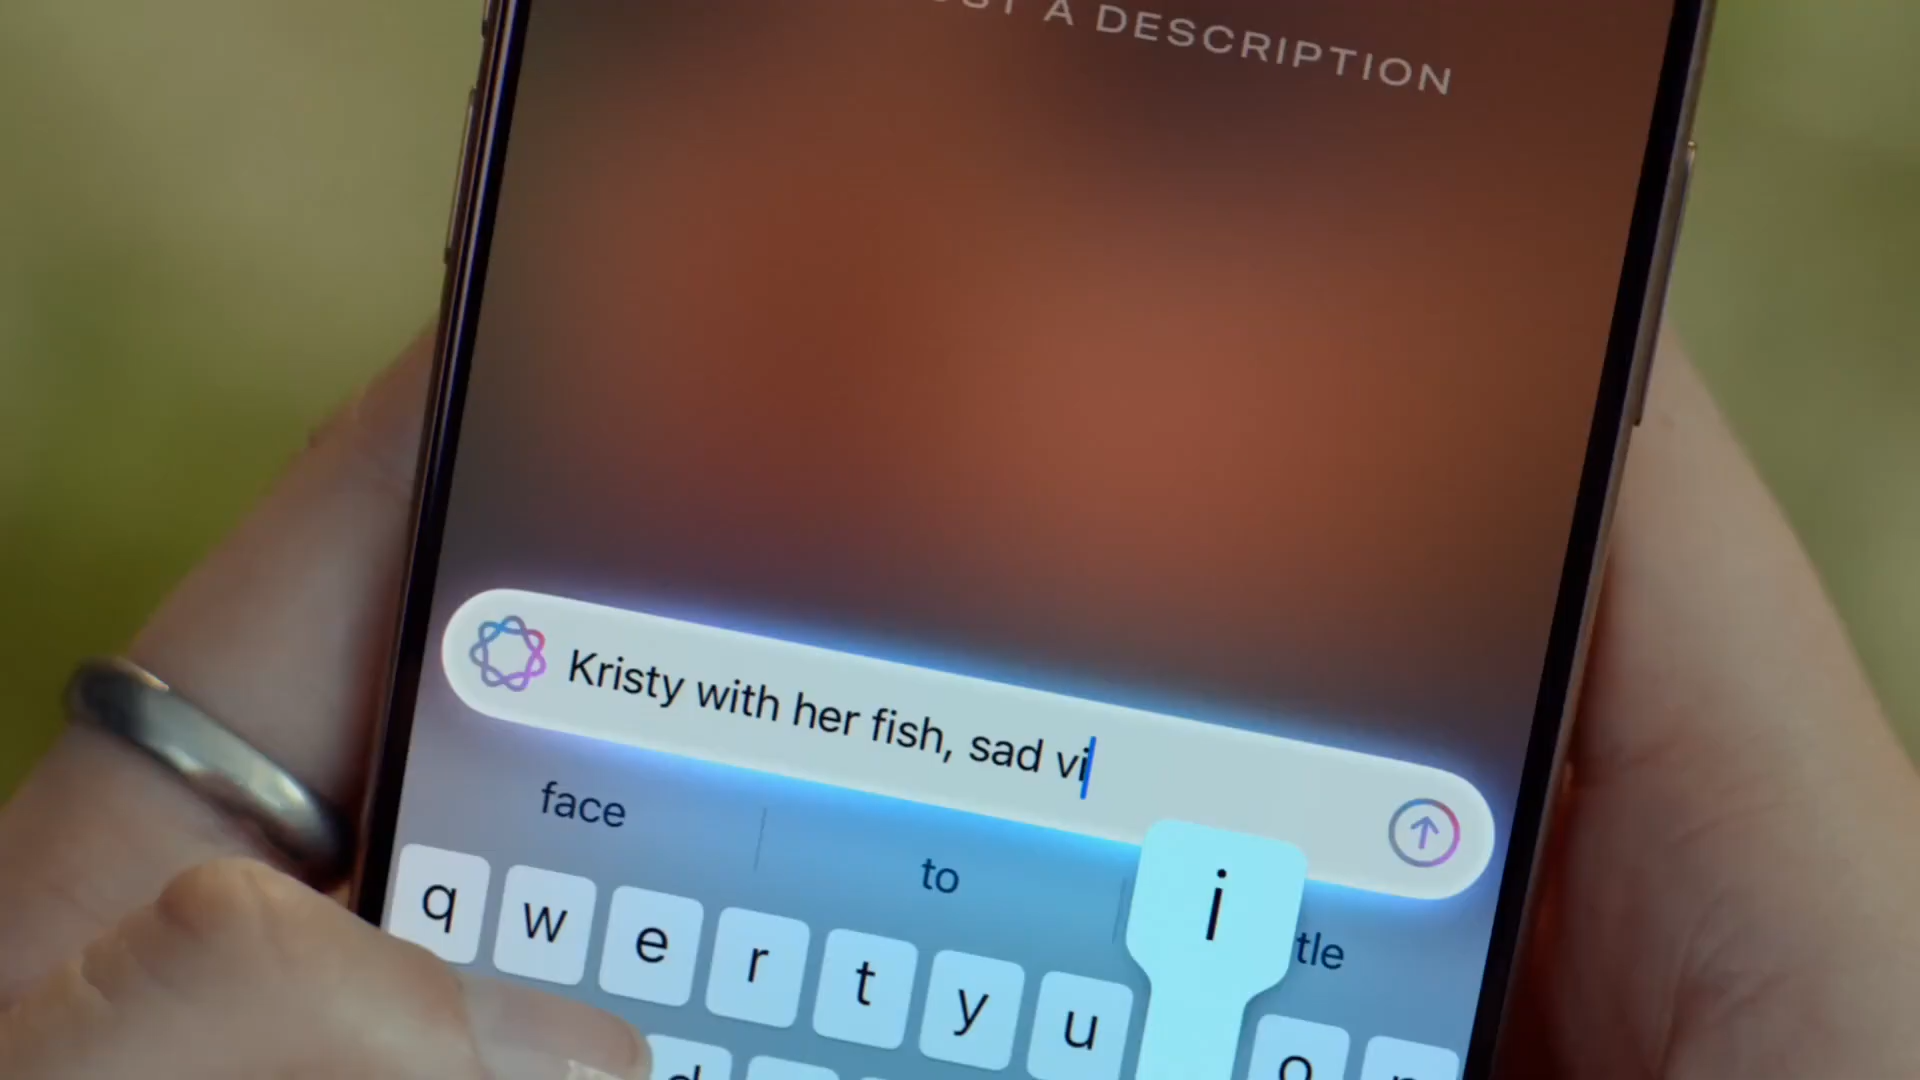 A DESCRIPTION
Kristy with her fish, sad vi
face to tle
q w e r t y u i o
d